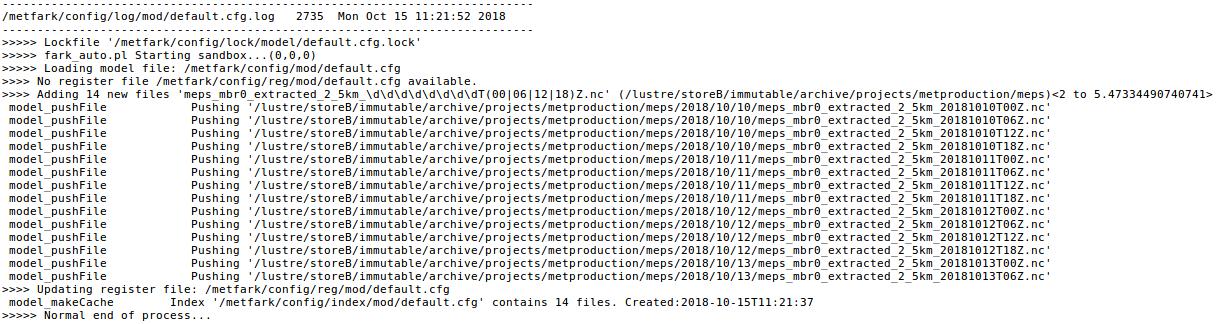 --------------------------------------------------------------------------------
/metfark/config/log/mod/default.cfg.log   2735  Mon Oct 15 11:21:52 2018
--------------------------------------------------------------------------------
>>>>> Lockfile '/metfark/config/lock/model/default.cfg.lock'
>>>>> fark_auto.pl Starting sandbox...(0,0,0)
>>>>> Loading model file: /metfark/config/mod/default.cfg
>>>> No register file /metfark/config/reg/mod/default.cfg available.
>>>> Adding 14 new files 'meps_mbr0_extracted_2_5km_\d\d\d\d\d\d\d\dT(00|06|12|18)Z.nc' (/lustre/storeB/immutable/archive/projects/metproduction/meps)<2 to 5.47334490740741>
model_pushFile             Pushing '/lustre/storeB/immutable/archive/projects/metproduction/meps/2018/10/10/meps_mbr0_extracted_2_5km_20181010T00Z.nc'
model_pushFile             Pushing '/lustre/storeB/immutable/archive/projects/metproduction/meps/2018/10/10/meps_mbr0_extracted_2_5km_20181010T06Z.nc'
model_pushFile             Pushing '/lustre/storeB/immutable/archive/projects/metproduction/meps/2018/10/10/meps_mbr0_extracted_2_5km_20181010T12Z.nc'
model_pushFile             Pushing '/lustre/storeB/immutable/archive/projects/metproduction/meps/2018/10/10/meps_mbr0_extracted_2_5km_20181010T18Z.nc'
model_pushFile             Pushing '/lustre/storeB/immutable/archive/projects/metproduction/meps/2018/10/11/meps_mbr0_extracted_2_5km_20181011T00Z.nc'
model_pushFile             Pushing '/lustre/storeB/immutable/archive/projects/metproduction/meps/2018/10/11/meps_mbr0_extracted_2_5km_20181011T06Z.nc'
model_pushFile             Pushing '/lustre/storeB/immutable/archive/projects/metproduction/meps/2018/10/11/meps_mbr0_extracted_2_5km_20181011T12Z.nc'
model_pushFile             Pushing '/lustre/storeB/immutable/archive/projects/metproduction/meps/2018/10/11/meps_mbr0_extracted_2_5km_20181011T18Z.nc'
model_pushFile             Pushing '/lustre/storeB/immutable/archive/projects/metproduction/meps/2018/10/12/meps_mbr0_extracted_2_5km_20181012T00Z.nc'
model_pushFile             Pushing '/lustre/storeB/immutable/archive/projects/metproduction/meps/2018/10/12/meps_mbr0_extracted_2_5km_20181012T06Z.nc'
model_pushFile             Pushing '/lustre/storeB/immutable/archive/projects/metproduction/meps/2018/10/12/meps_mbr0_extracted_2_5km_20181012T12Z.nc'
model_pushFile             Pushing '/lustre/storeB/immutable/archive/projects/metproduction/meps/2018/10/12/meps_mbr0_extracted_2_5km_20181012T18Z.nc'
model_pushFile             Pushing '/lustre/storeB/immutable/archive/projects/metproduction/meps/2018/10/13/meps_mbr0_extracted_2_5km_20181013T00Z.nc'
model_pushFile             Pushing '/lustre/storeB/immutable/archive/projects/metproduction/meps/2018/10/13/meps_mbr0_extracted_2_5km_20181013T06Z.nc'
>>>> Updating register file: /metfark/config/reg/mod/default.cfg
model_makeCache         Index '/metfark/config/index/mod/default.cfg' contains 14 files. Created:2018-10-15T11:21:37
>>>>> Normal end of process...